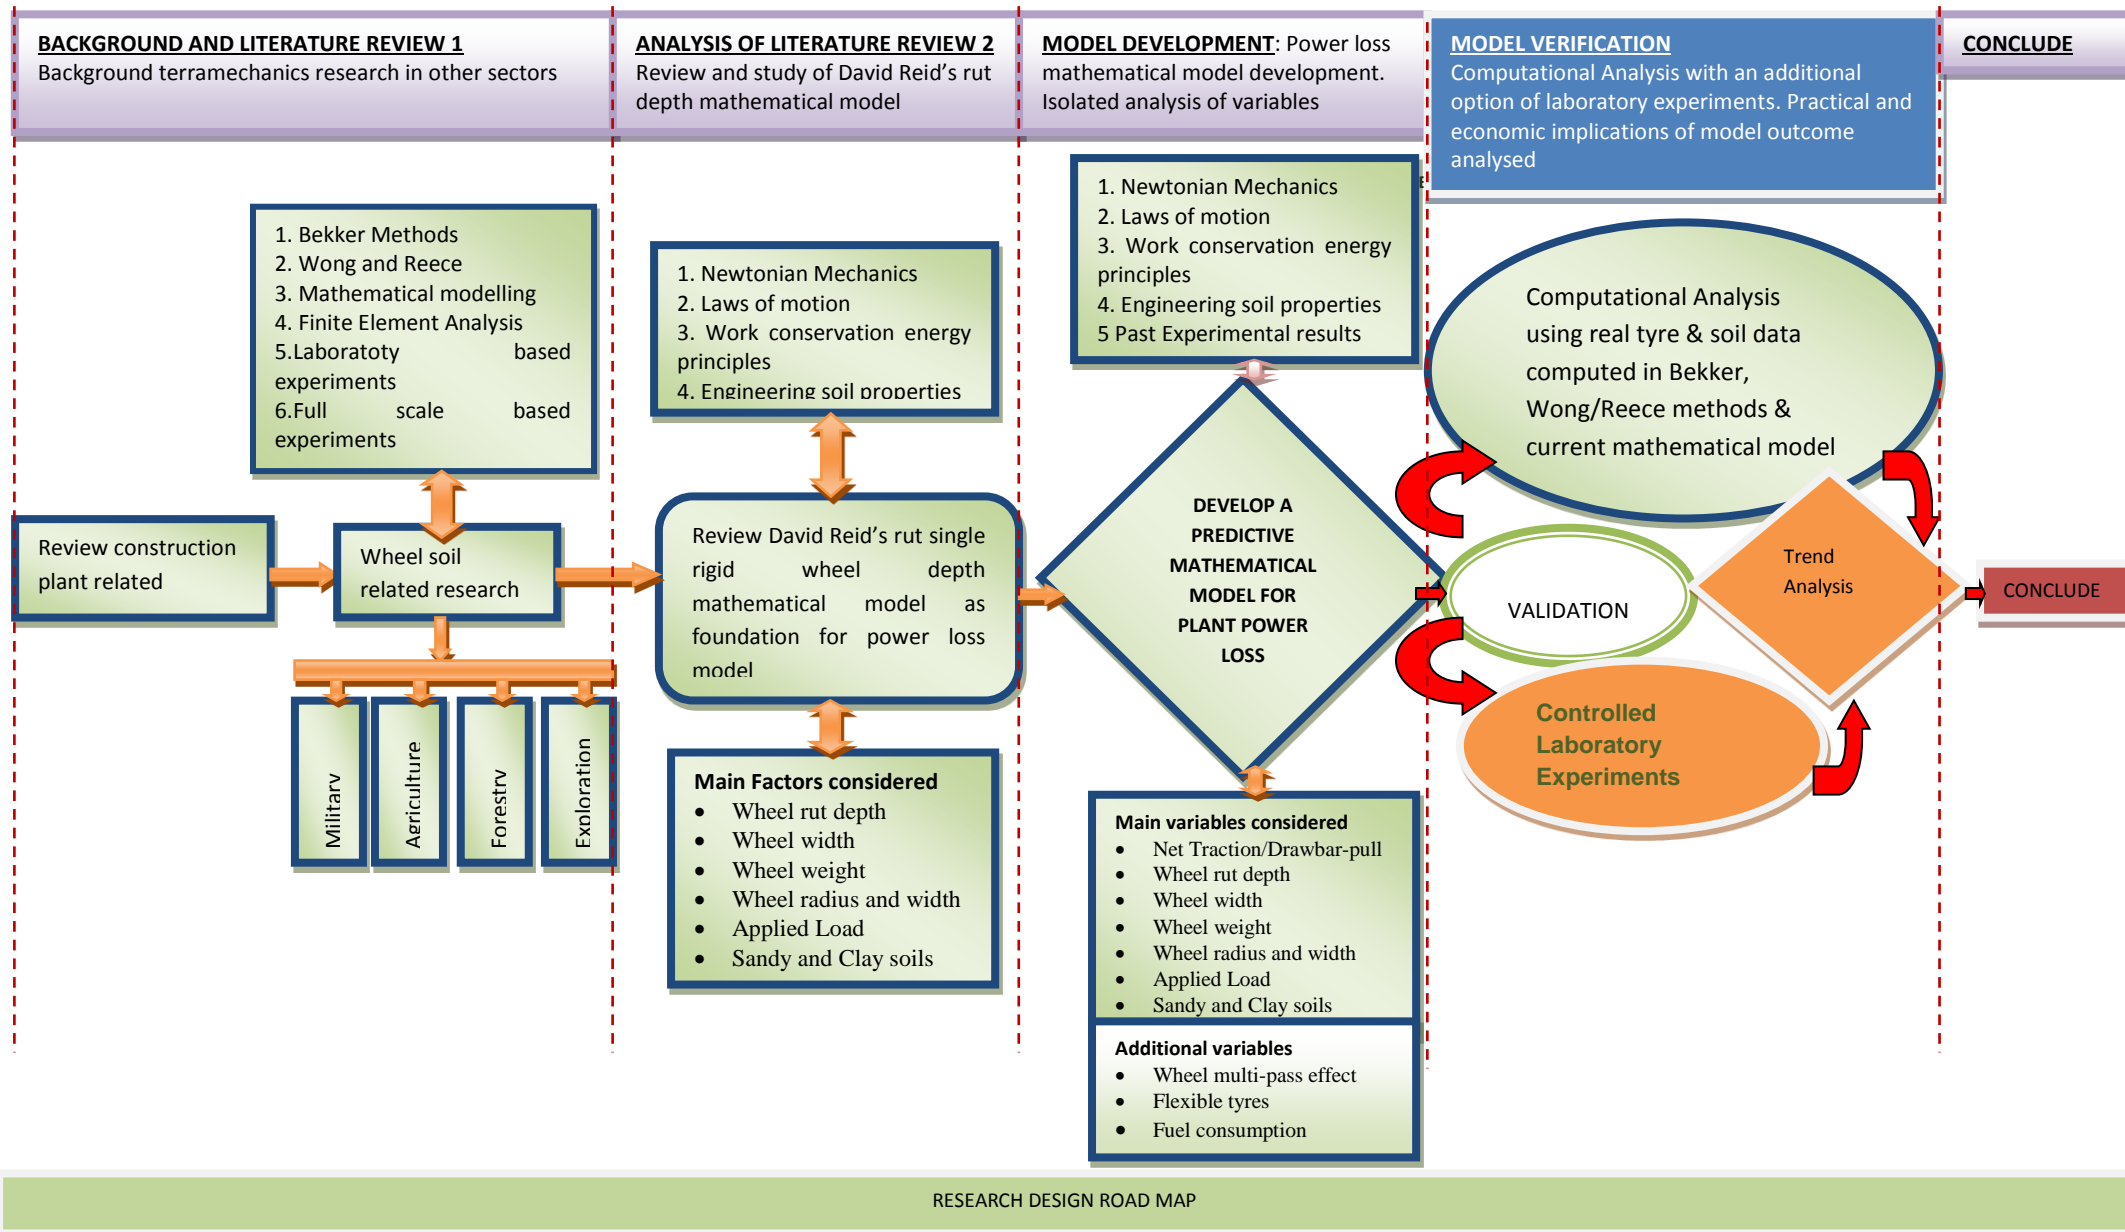 BACKGROUND AND LITERATURE REVIEW 1
Background terramechanics research in other sectors
ANALYSIS OF LITERATURE REVIEW 2
Review and study of David Reid's rut
depth mathematical model
MODEL DEVELOPMENT: Power loss
mathematical model development.
Isolated analysis of variables
MODEL VERIFICATION
Computational Analysis with an additional
option of laboratory experiments. Practical and
economic implications of model outcome
analysed
CONCLUDE
1. Bekker Methods
2. Wong and Reece
3. Mathematical modelling
4. Finite Element Analysis
5.Laboratoty based
experiments
6.Full scale based
experiments
Review construction
plant related
Wheel soil
related research
Military
Agriculture
Forestry
Exploration
1. Newtonian Mechanics
2. Laws of motion
3. Work conservation energy
principles
4. Engineering soil properties
Review David Reid's rut single
rigid wheel depth
mathematical model as
foundation for power loss
model
Main Factors considered
• Wheel rut depth
• Wheel width
• Wheel weight
• Wheel radius and width
• Applied Load
• Sandy and Clay soils
1. Newtonian Mechanics
2. Laws of motion
3. Work conservation energy
principles
4. Engineering soil properties
5 Past Experimental results
DEVELOP A
PREDICTIVE
MATHEMATICAL
MODEL FOR
PLANT POWER
LOSS
Main variables considered
• Net Traction/Drawbar-pull
• Wheel rut depth
• Wheel width
• Wheel weight
• Wheel radius and width
• Applied Load
• Sandy and Clay soils
Additional variables
• Wheel multi-pass effect
• Flexible tyres
• Fuel consumption
Computational Analysis
using real tyre & soil data
computed in Bekker,
Wong/Reece methods &
current mathematical model
VALIDATION
Controlled
Laboratory
Experiments
Trend
Analysis
CONCLUDE
RESEARCH DESIGN ROAD MAP